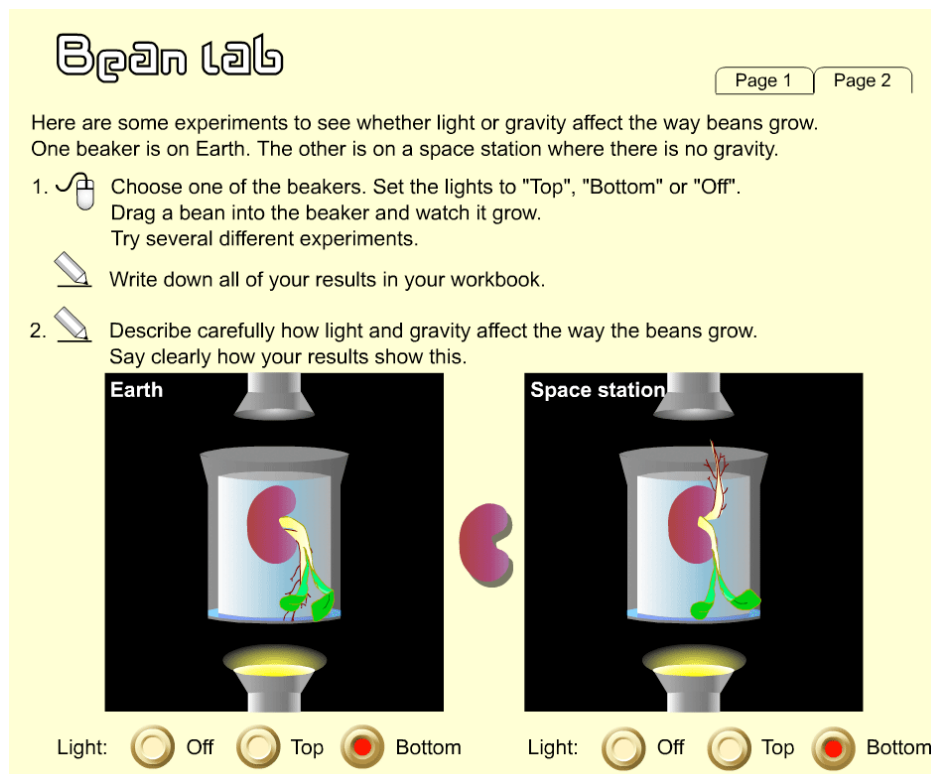 Bean lab
Page 1 Page 2
Here are some experiments to see whether light or gravity affect the way beans grow.
One beaker is on Earth. The other is on a space station where there is no gravity.
1. Choose one of the beakers. Set the lights to "Top", "Bottom" or "Off".
Drag a bean into the beaker and watch it grow.
Try several different experiments.
Write down all of your results in your workbook.
2. Describe carefully how light and gravity affect the way the beans grow.
Say clearly how your results show this.
Earth Space station
Light: Off Top Bottom Light: Off Top Bottom